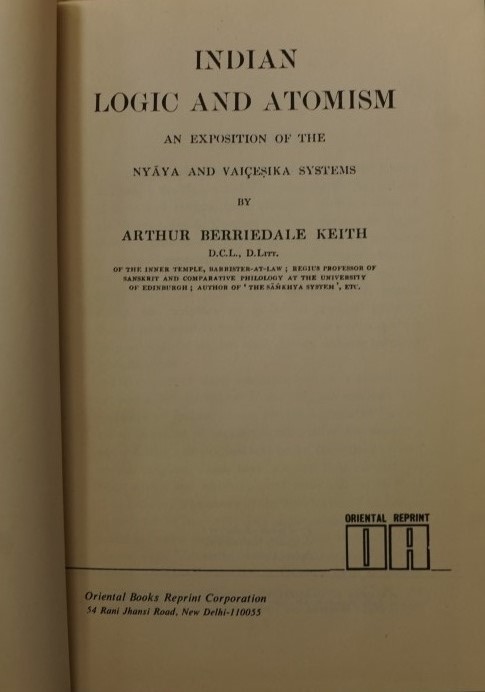 INDIAN
LOGIC AND ATOMISM
AN EXPOSITION OF THE
NYĀYA AND VAIÇEṢIKA SYSTEMS
BY
ARTHUR BERRIEDALE KEITH
D.C.L., D.LITT.
OF THE INNER TEMPLE, BARRISTER-AT-LAW; REGIUS PROFESSOR OF
SANSKRIT AND COMPARATIVE PHILOLOGY AT THE UNIVERSITY
OF EDINBURGH; AUTHOR OF 'THE SĀṄKHYA SYSTEM', ETC.
ORIENTAL REPRINT
Oriental Books Reprint Corporation
54 Rani Jhansi Road, New Delhi-110055